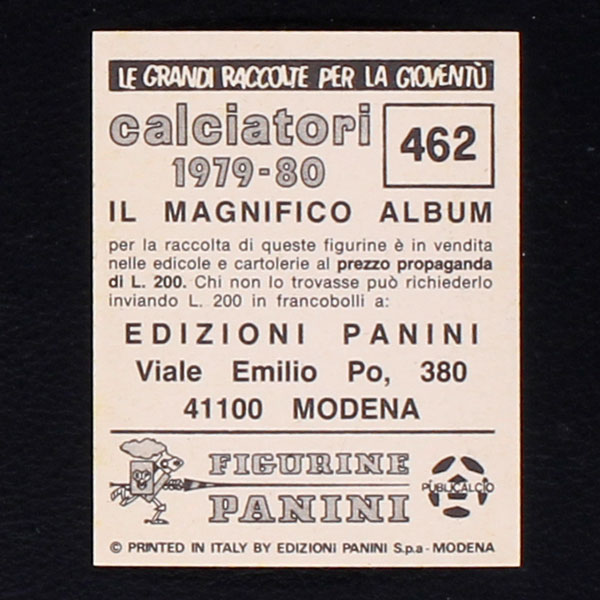 LE GRANDI RACCOLTE PER LA GIOVENTÙ
calciatori
1979-80
462
IL MAGNIFICO ALBUM
per la raccolta di queste figurine è in vendita
nelle edicole e cartolerie al prezzo propaganda
di L. 200. Chi non lo trovasse può richiederlo
inviando L. 200 in francobolli a:
EDIZIONI PANINI
Viale Emilio Po, 380
41100 MODENA
FIGURINE
PANINI
PUBLICALCIO
© PRINTED IN ITALY BY EDIZIONI PANINI S.p.a - MODENA